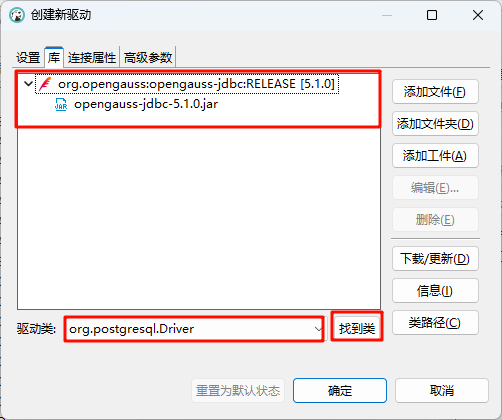 创建新驱动
设置 库 连接属性 高级参数
org.opengauss:opengauss-jdbc:RELEASE [5.1.0]
opengauss-jdbc-5.1.0.jar
添加文件(F)
添加文件夹(D)
添加工件(A)
编辑(E)...
删除(E)
下载/更新(D)
信息(I)
类路径(C)
驱动类: org.postgresql.Driver 找到类
重置为默认状态 确定 取消